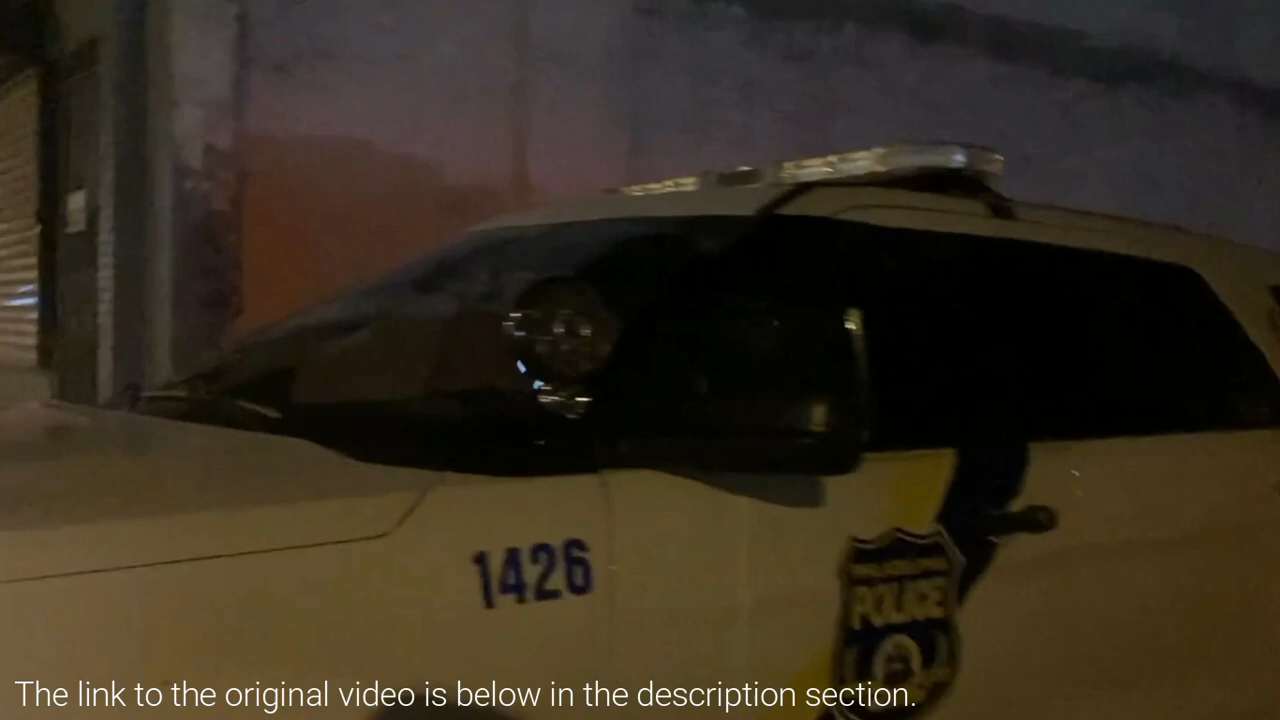 1426
POLICE
The link to the original video is below in the description section.